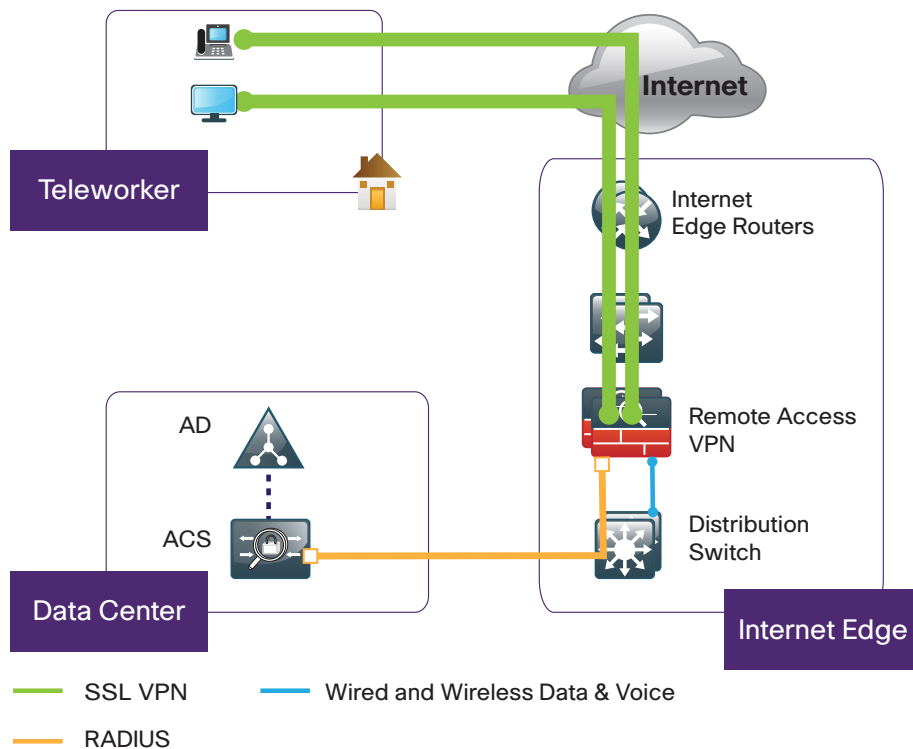 Internet
Teleworker
Internet
Edge Routers
AD
Remote Access
VPN
ACS
Distribution
Switch
Data Center
Internet Edge
SSL VPN
Wired and Wireless Data & Voice
RADIUS